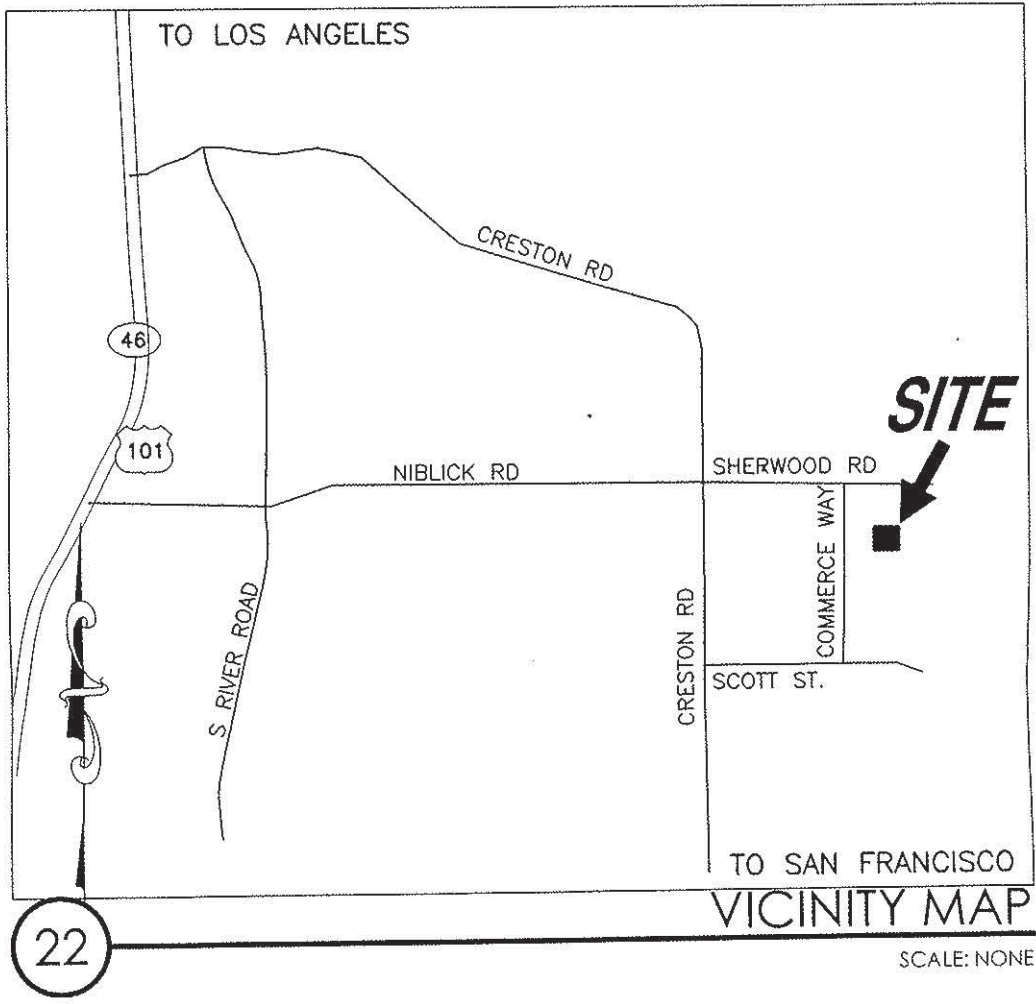 TO LOS ANGELES
CRESTON RD
46
101
SITE
NIBLICK RD
SHERWOOD RD
COMMERCE WAY
S RIVER ROAD
CRESTON RD
SCOTT ST.
TO SAN FRANCISCO
VICINITY MAP
22
SCALE: NONE